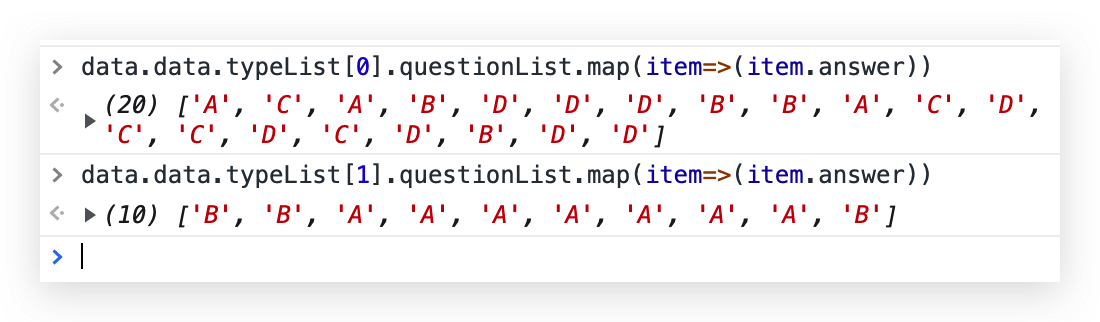 > data.data.typeList[0].questionList.map(item=>(item.answer))
(20) ['A', 'C', 'A', 'B', 'D', 'D', 'D', 'B', 'B', 'A', 'C', 'D',
'C', 'C', 'D', 'C', 'D', 'B', 'D', 'D']
> data.data.typeList[1].questionList.map(item=>(item.answer))
(10) ['B', 'B', 'A', 'A', 'A', 'A', 'A', 'A', 'A', 'B']
>